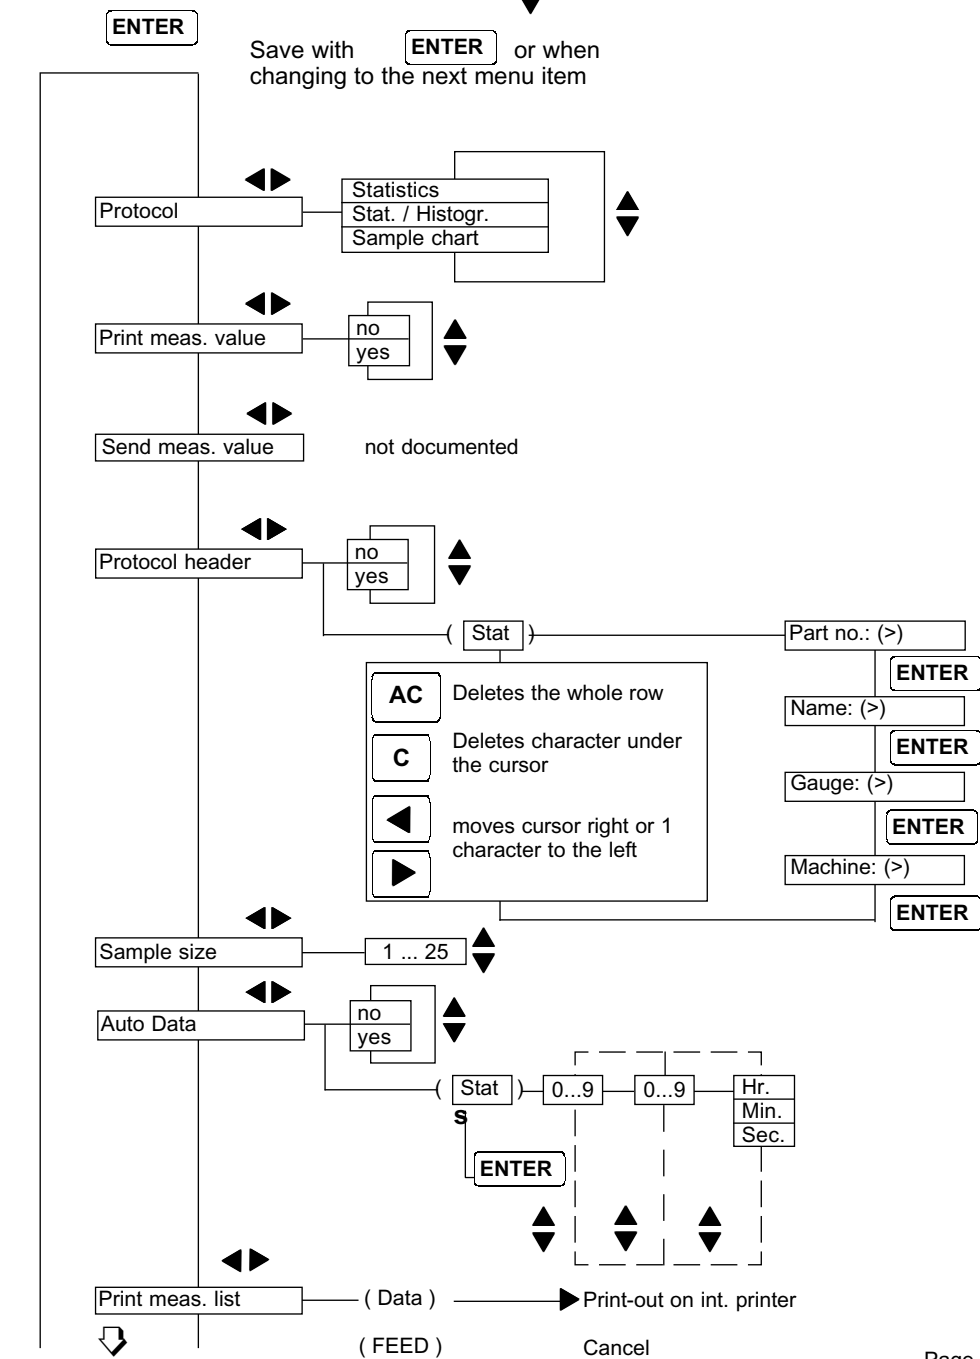 ENTER
Save with ENTER or when
changing to the next menu item
Protocol
Statistics
Stat. / Histogr.
Sample chart
Print meas. value
no
yes
Send meas. value not documented
Protocol header
no
yes
( Stat )
Part no.: (>)
ENTER
Name: (>)
ENTER
Gauge: (>)
ENTER
Machine: (>)
ENTER
AC Deletes the whole row
C Deletes character under
the cursor
moves cursor right or 1
character to the left
Sample size 1 ... 25
Auto Data
no
yes
( Stat ) 0...9 0...9 Hr.
Min.
Sec.
s
ENTER
Print meas. list ( Data ) Print-out on int. printer
( FEED ) Cancel
Page